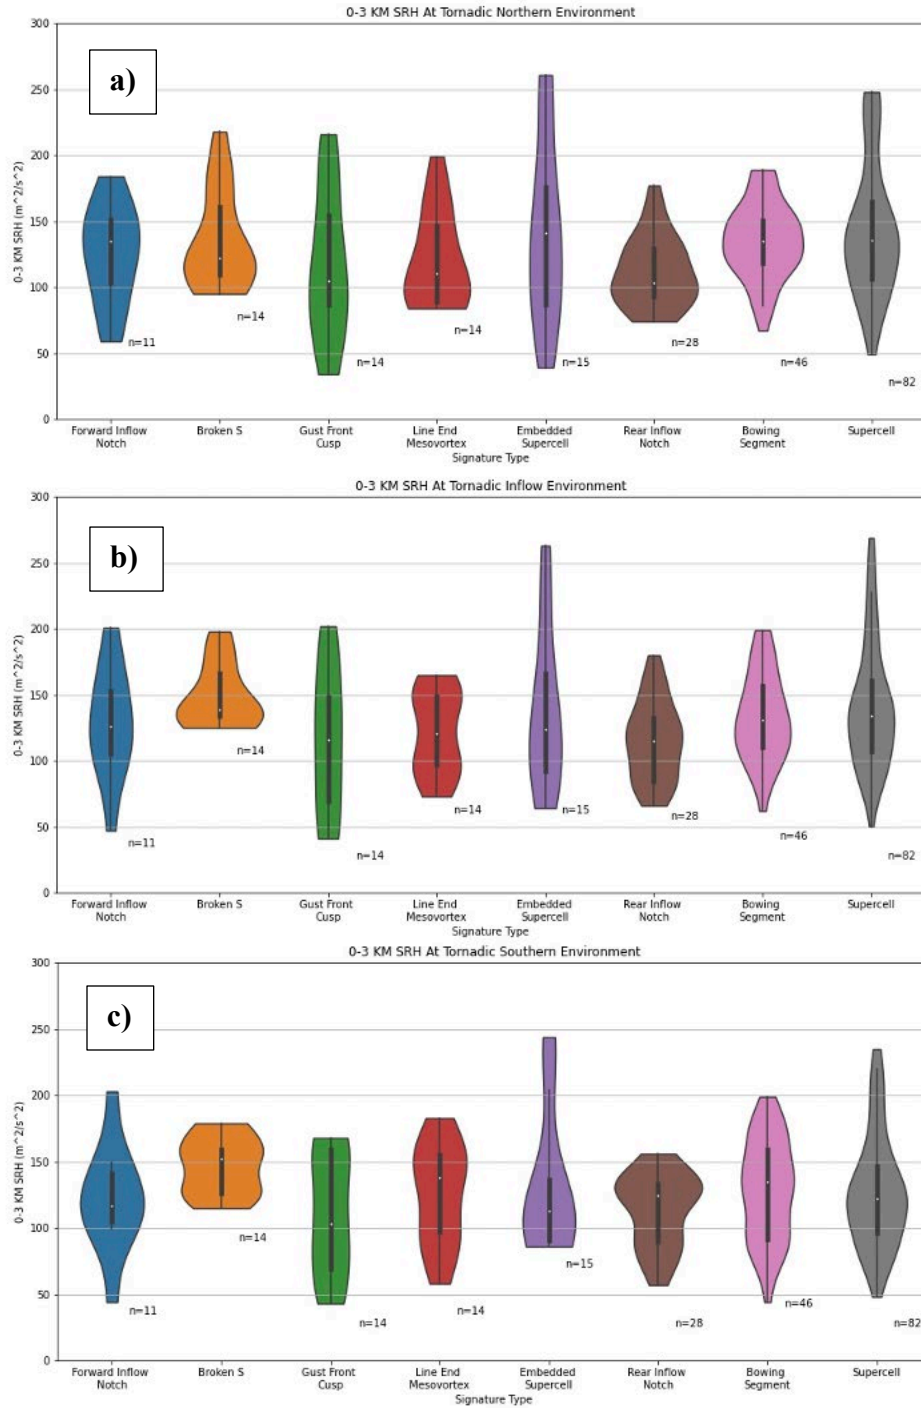 0-3 KM SRH At Tornadic Northern Environment
a)
300
250
200
150
100
50
0
0-3 KM SRH (m^2/s^2)
n=11
n=14
n=14
n=14
n=15
n=28
n=46
n=82
Forward Inflow
Notch
Broken S
Gust Front
Cusp
Line End
Mesovortex
Embedded
Supercell
Rear Inflow
Notch
Bowing
Segment
Supercell
Signature Type
0-3 KM SRH At Tornadic Inflow Environment
b)
300
250
200
150
100
50
0
0-3 KM SRH (m^2/s^2)
n=11
n=14
n=14
n=14
n=15
n=28
n=46
n=82
Forward Inflow
Notch
Broken S
Gust Front
Cusp
Line End
Mesovortex
Embedded
Supercell
Rear Inflow
Notch
Bowing
Segment
Supercell
Signature Type
0-3 KM SRH At Tornadic Southern Environment
c)
300
250
200
150
100
50
0
0-3 KM SRH (m^2/s^2)
n=11
n=14
n=14
n=14
n=15
n=28
n=46
n=82
Forward Inflow
Notch
Broken S
Gust Front
Cusp
Line End
Mesovortex
Embedded
Supercell
Rear Inflow
Notch
Bowing
Segment
Supercell
Signature Type